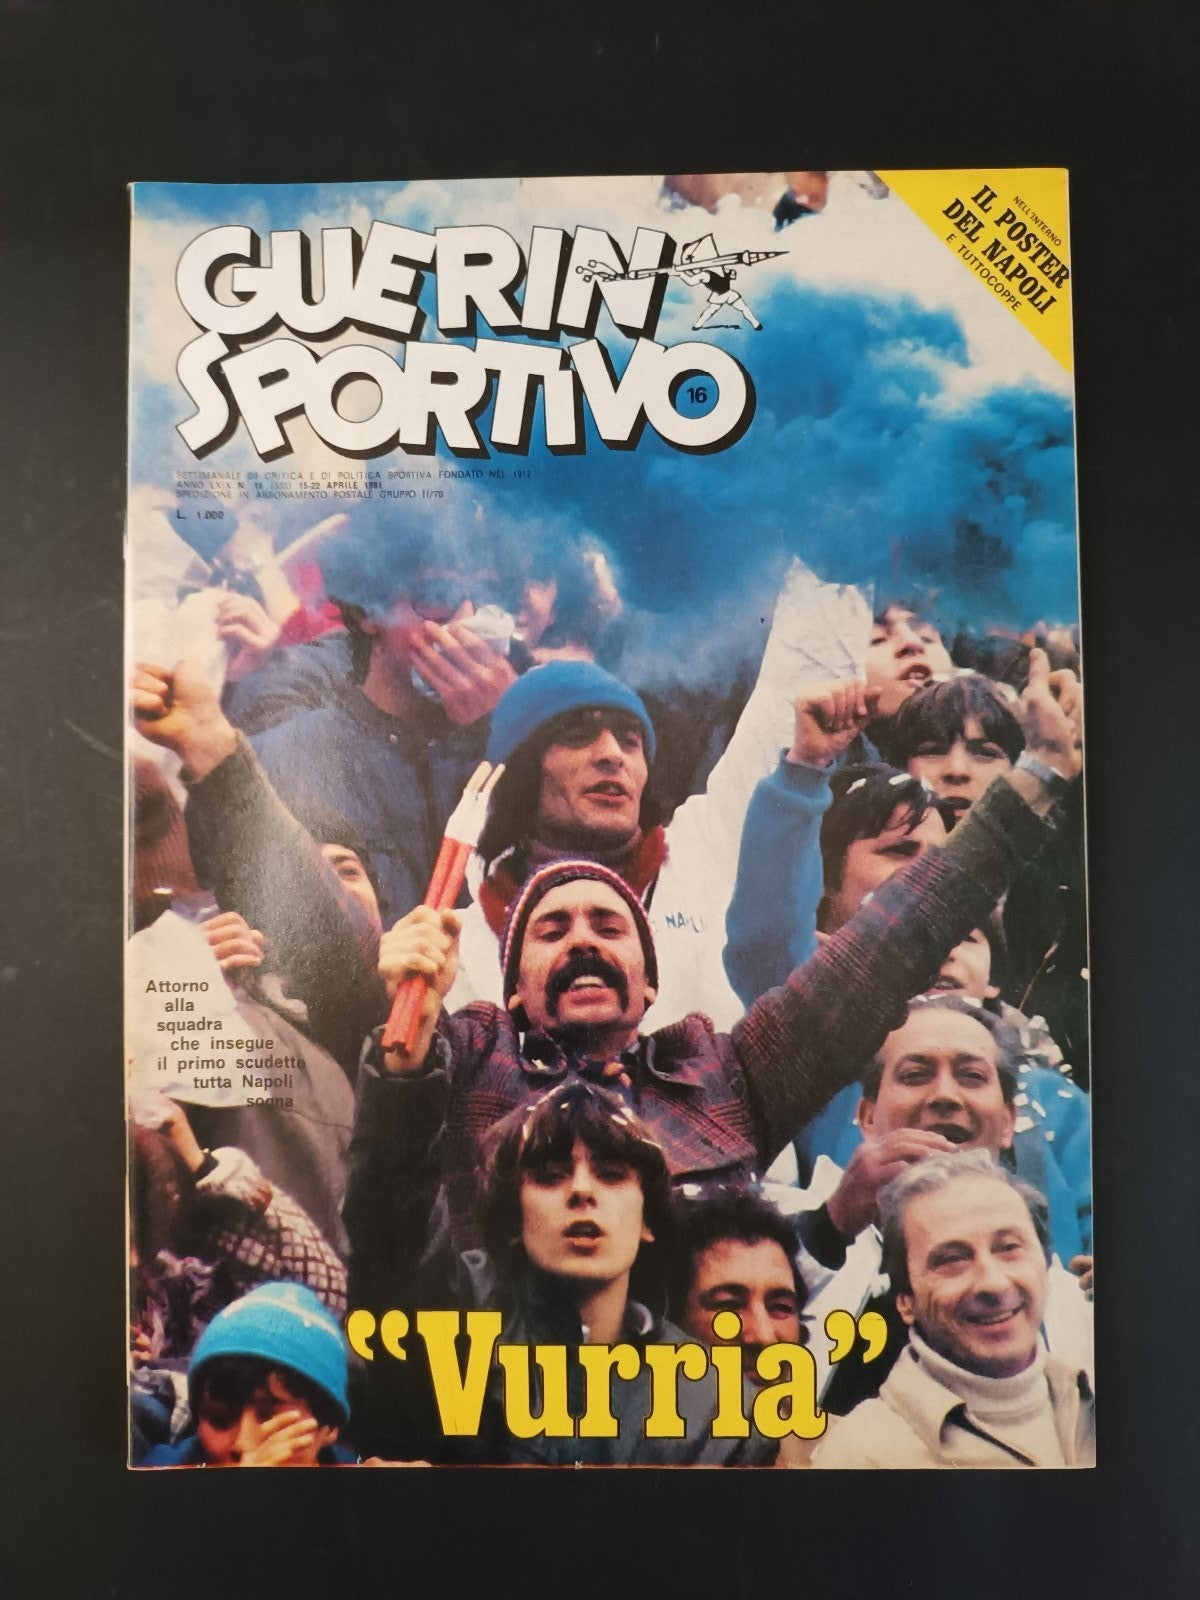 GUERIN
SPORTIVO
16
NELL'INTERNO
IL POSTER
DEL NAPOLI
E TUTTOCOPPE
SETTIMANALE DI CRITICA E DI POLITICA SPORTIVA FONDATO NEL 1912
ANNO LXIX N. 16 (333) 15-22 APRILE 1981
SPEDIZIONE IN ABBONAMENTO POSTALE GRUPPO II/70
L. 1.000
Attorno
alla
squadra
che insegue
il primo scudetto
tutta Napoli
sogna
“Vurria”